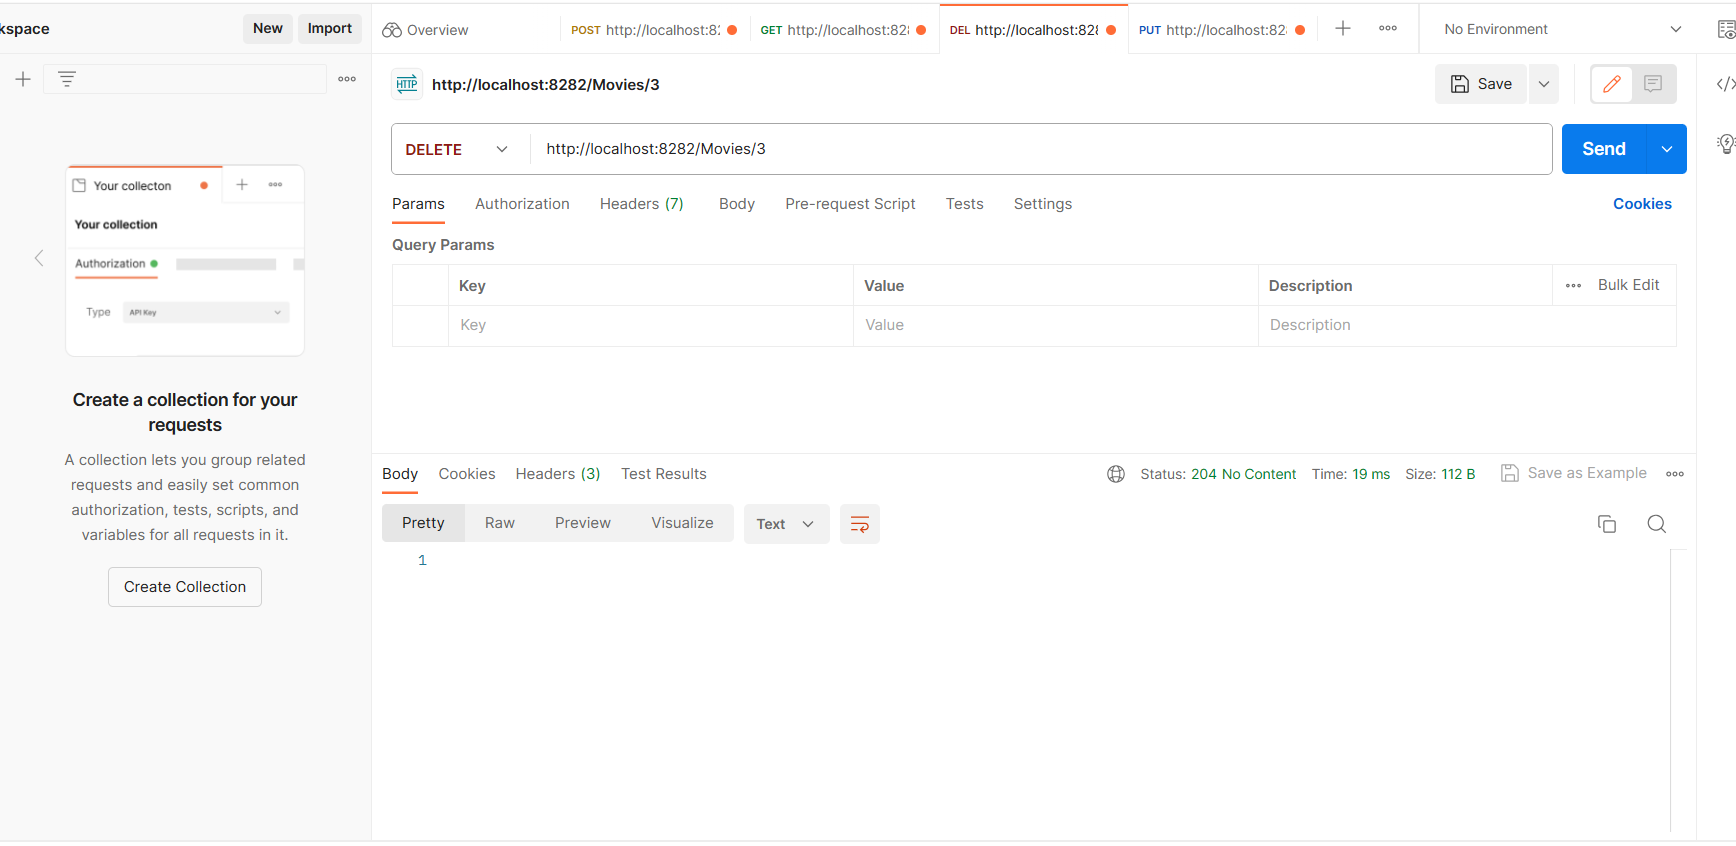 kspace
New
Import
Overview
POST http://localhost:82
GET http://localhost:828
DEL http://localhost:828
PUT http://localhost:82
No Environment
HTTP
http://localhost:8282/Movies/3
Save
DELETE
http://localhost:8282/Movies/3
Send
Params
Authorization
Headers (7)
Body
Pre-request Script
Tests
Settings
Cookies
Query Params
Key
Value
Description
Bulk Edit
Key
Value
Description
Your collecton
Your collection
Authorization
Type
API Key
Create a collection for your
requests
A collection lets you group related
requests and easily set common
authorization, tests, scripts, and
variables for all requests in it.
Create Collection
Body
Cookies
Headers (3)
Test Results
Status: 204 No Content
Time: 19 ms
Size: 112 B
Save as Example
Pretty
Raw
Preview
Visualize
Text
1